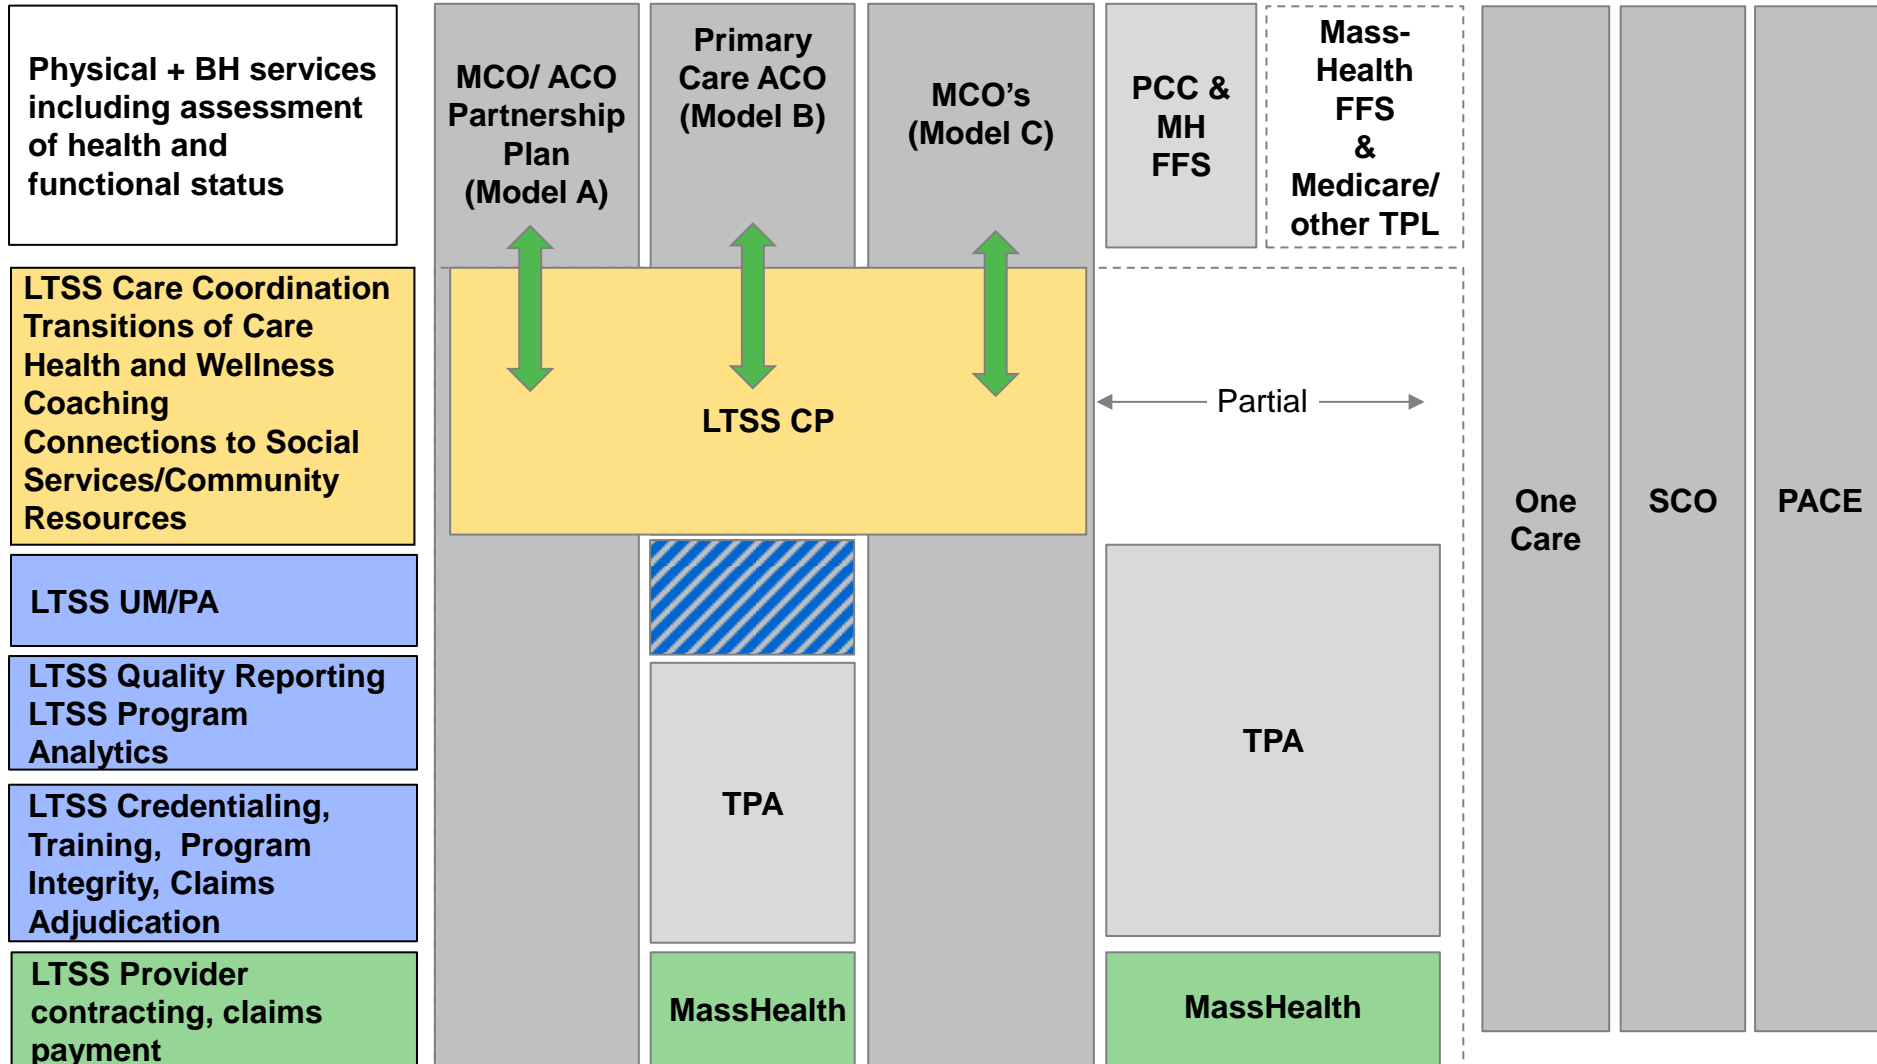 Physical + BH services
including assessment
of health and
functional status
MCO/ ACO
Partnership
Plan
(Model A)
Primary
Care ACO
(Model B)
MCO’s
(Model C)
PCC &
MH
FFS
Mass-
Health
FFS
&
Medicare/
other TPL
LTSS Care Coordination
Transitions of Care
Health and Wellness
Coaching
Connections to Social
Services/Community
Resources
LTSS CP
Partial
One
Care
SCO
PACE
LTSS UM/PA
LTSS Quality Reporting
LTSS Program
Analytics
TPA
TPA
LTSS Credentialing,
Training, Program
Integrity, Claims
Adjudication
LTSS Provider
contracting, claims
payment
MassHealth
MassHealth